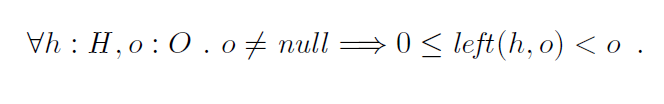 ∀h : H, o : O . o ≠ null ⟹ 0 ≤ left(h, o) < o .